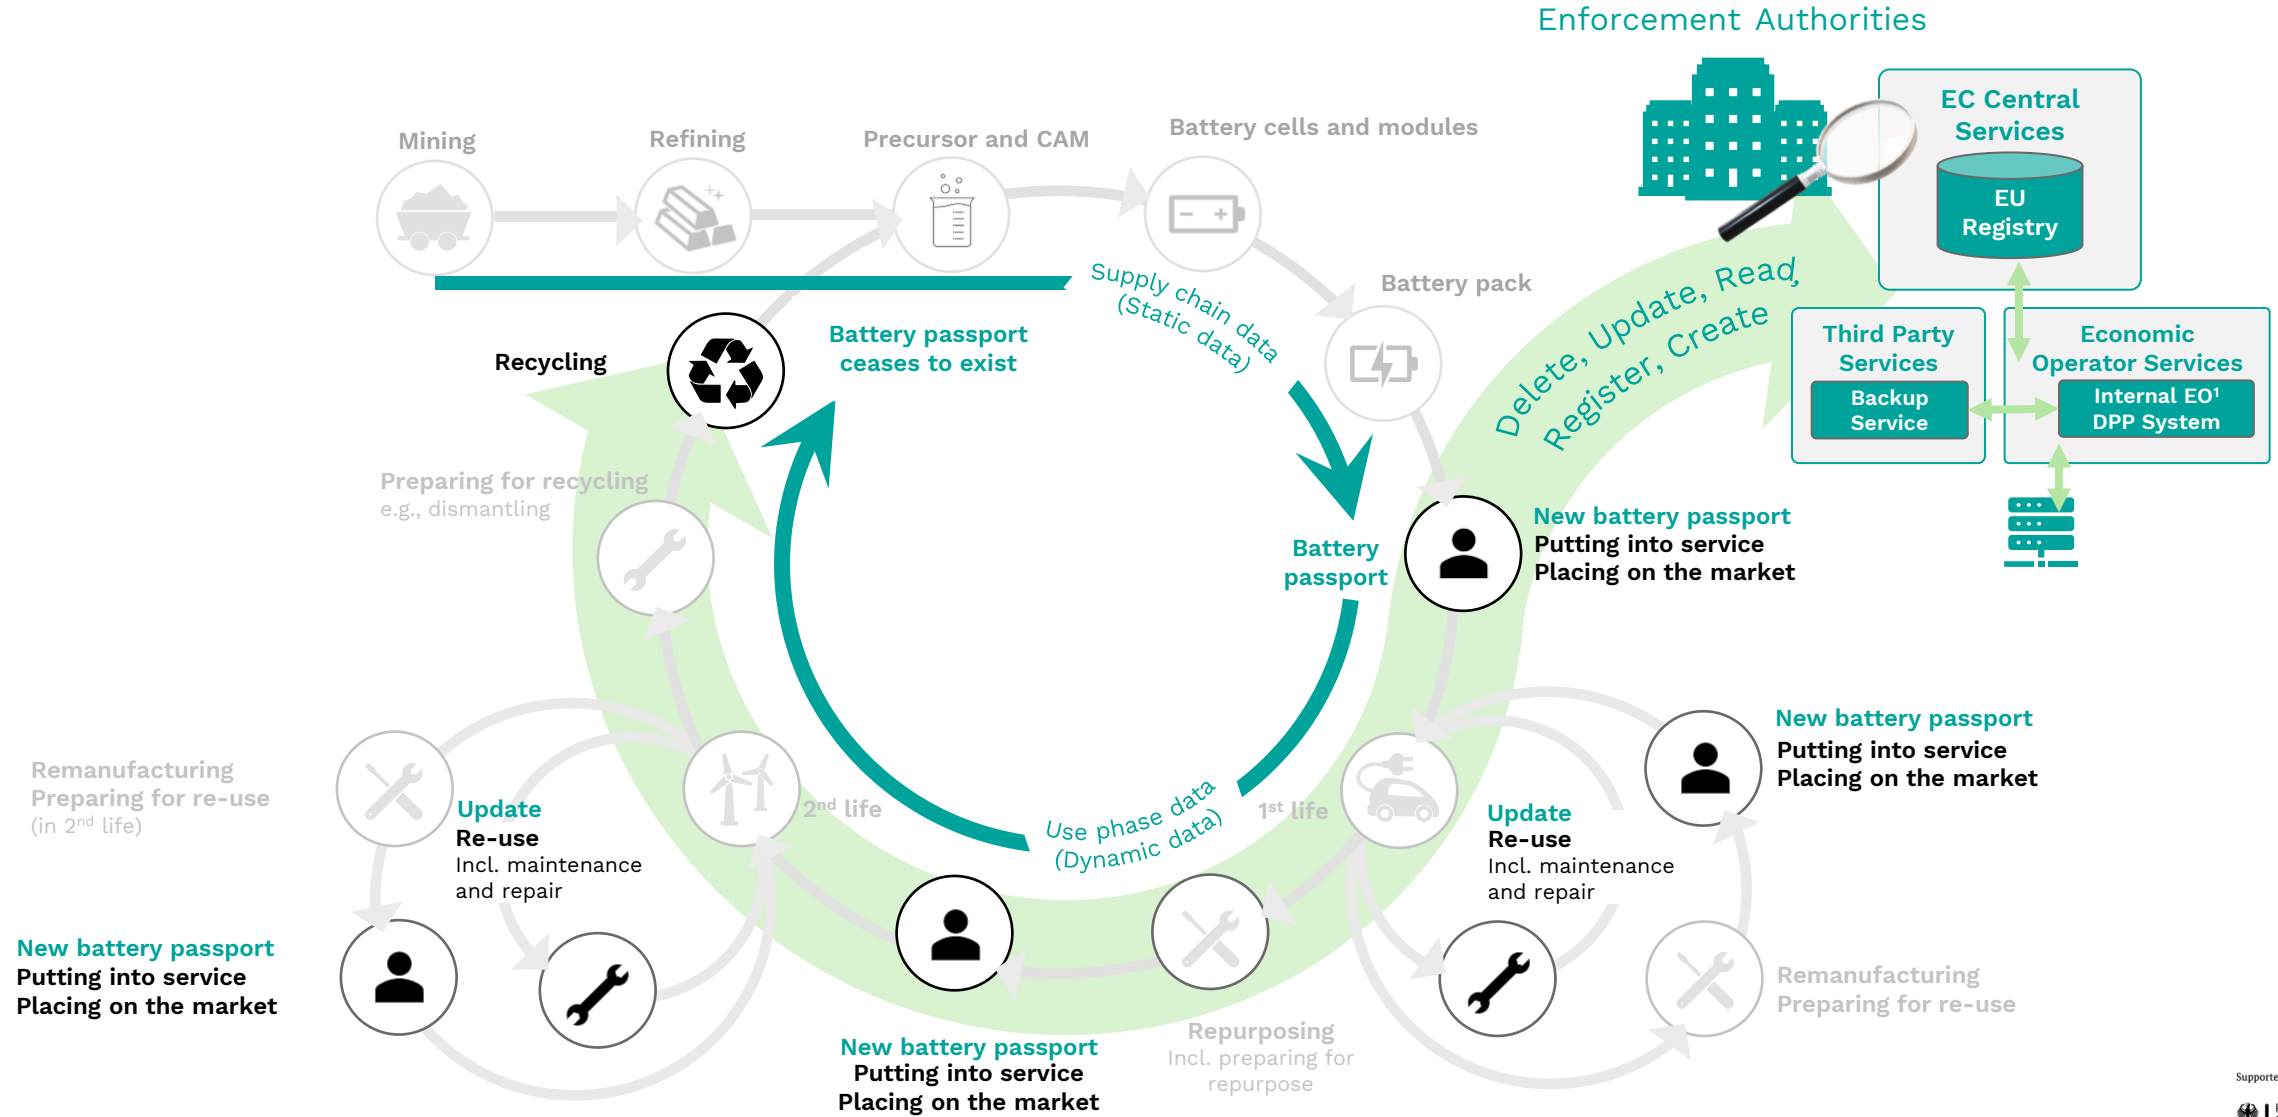 Enforcement Authorities
EC Central
Services
EU
Registry
Mining
Refining
Precursor and CAM
Battery cells and modules
Battery pack
Supply chain data
(Static data)
Delete, Update, Read,
Register, Create
Third Party
Services
Backup
Service
Economic
Operator Services
Internal EO¹
DPP System
Recycling
Battery passport
ceases to exist
Preparing for recycling
e.g., dismantling
Battery
passport
New battery passport
Putting into service
Placing on the market
New battery passport
Putting into service
Placing on the market
Remanufacturing
Preparing for re-use
(in 2nd life)
Update
Re-use
Incl. maintenance
and repair
2nd life
Use phase data
(Dynamic data)
1st life
Update
Re-use
Incl. maintenance
and repair
New battery passport
Putting into service
Placing on the market
Remanufacturing
Preparing for re-use
Repurposing
Incl. preparing for
repurpose
New battery passport
Putting into service
Placing on the market
Supporte